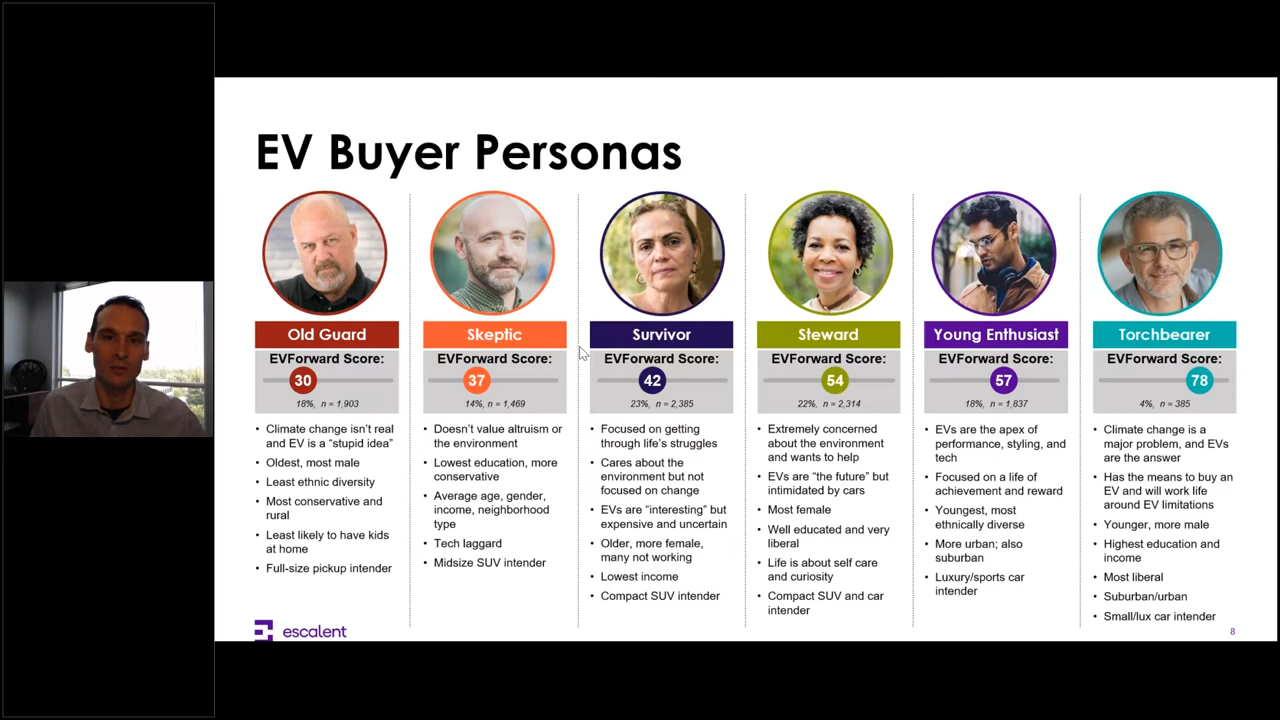 EV Buyer Personas
Old Guard
EVForward Score:
30
18%, n = 1,903
• Climate change isn't real
and EV is a “stupid idea”
• Oldest, most male
• Least ethnic diversity
• Most conservative and
rural
• Least likely to have kids
at home
• Full-size pickup intender
Skeptic
EVForward Score:
37
14%, n = 1,469
• Doesn't value altruism or
the environment
• Lowest education, more
conservative
• Average age, gender,
income, neighborhood
type
• Tech laggard
• Midsize SUV intender
Survivor
EVForward Score:
42
23%, n = 2,385
• Focused on getting
through life's struggles
• Cares about the
environment but not
focused on change
• EVs are “interesting” but
expensive and uncertain
• Older, more female,
many not working
• Lowest income
• Compact SUV intender
Steward
EVForward Score:
54
22%, n = 2,314
• Extremely concerned
about the environment
and wants to help
• EVs are “the future” but
intimidated by cars
• Most female
• Well educated and very
liberal
• Life is about self care
and curiosity
• Compact SUV and car
intender
Young Enthusiast
EVForward Score:
57
18%, n = 1,837
• EVs are the apex of
performance, styling, and
tech
• Focused on a life of
achievement and reward
• Youngest, most
ethnically diverse
• More urban; also
suburban
• Luxury/sports car
intender
Torchbearer
EVForward Score:
78
4%, n = 385
• Climate change is a
major problem, and EVs
are the answer
• Has the means to buy an
EV and will work life
around EV limitations
• Younger, more male
• Highest education and
income
• Most liberal
• Suburban/urban
• Small/lux car intender
escalent
8